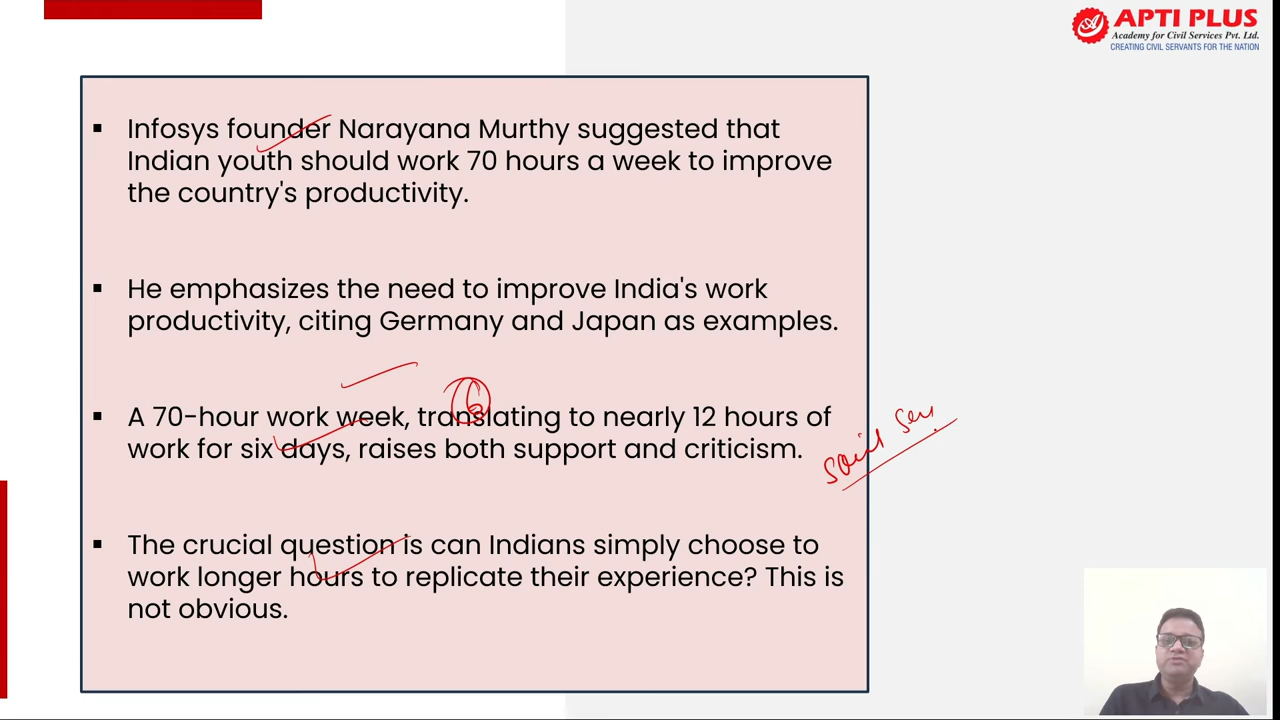 APTI PLUS
Academy for Civil Services Pvt. Ltd.
CREATING CIVIL SERVANTS FOR THE NATION
▪ Infosys founder Narayana Murthy suggested that
Indian youth should work 70 hours a week to improve
the country's productivity.
▪ He emphasizes the need to improve India's work
productivity, citing Germany and Japan as examples.
6
▪ A 70-hour work week, translating to nearly 12 hours of
work for six days, raises both support and criticism.
▪ The crucial question is can Indians simply choose to
work longer hours to replicate their experience? This is
not obvious.